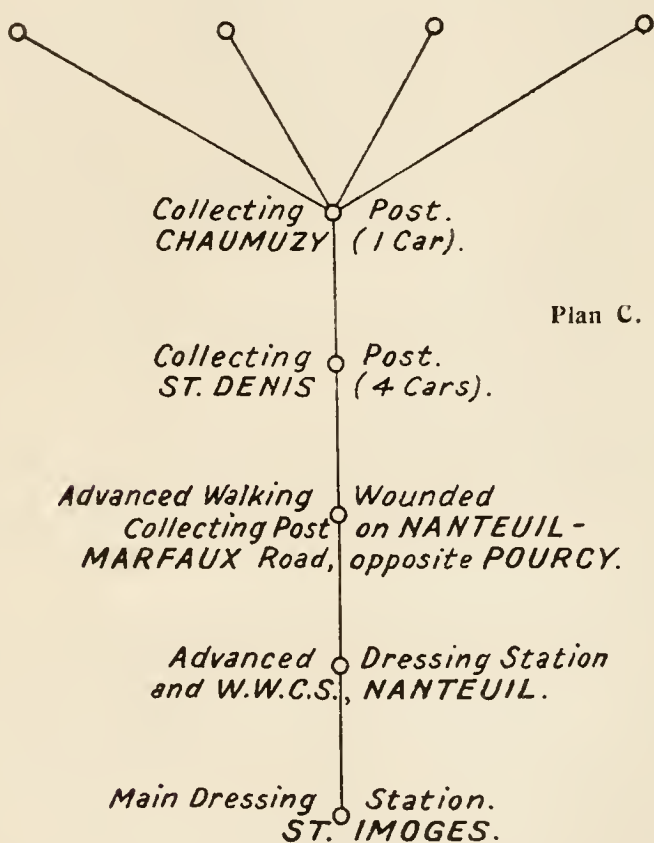 Collecting Post.
CHAUMUZY (1 Car).
Plan C.
Collecting Post.
ST. DENIS (4 Cars).
Advanced Walking Wounded
Collecting Post on NANTEUIL-
MARFAUX Road, opposite POURCY.
Advanced Dressing Station
and W.W.C.S., NANTEUIL.
Main Dressing Station.
ST. IMOGES.